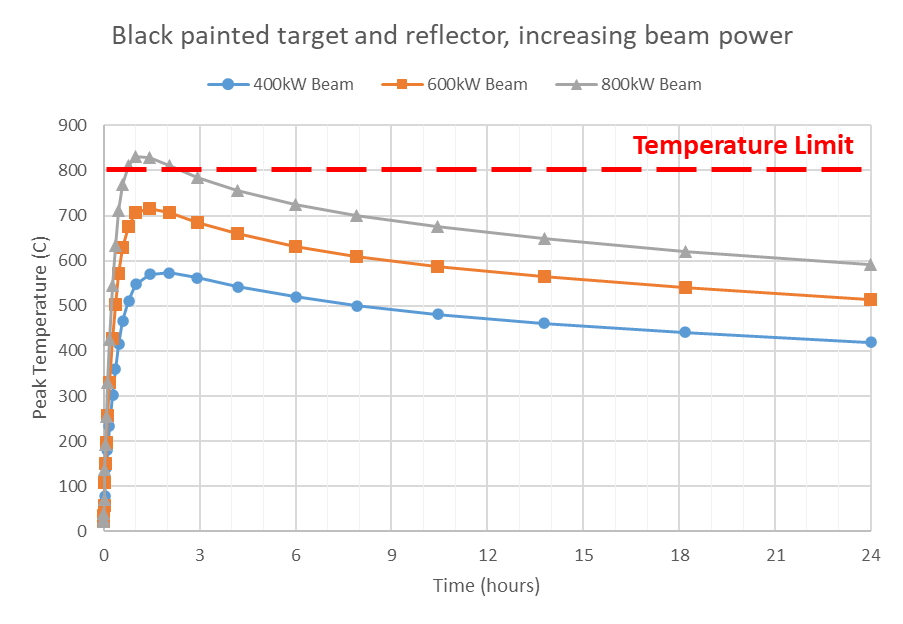 Black painted target and reflector, increasing beam power
400kW Beam 600kW Beam 800kW Beam
Temperature Limit
Peak Temperature (C)
900
800
700
600
500
400
300
200
100
0
0 3 6 9 12 15 18 21 24
Time (hours)